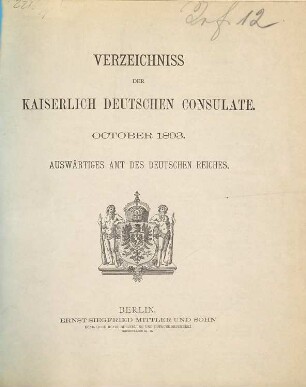 VERZEICHNISS
DER
KAISERLICH DEUTSCHEN CONSULATE.
OCTOBER 1893.
AUSWÄRTIGES AMT DES DEUTSCHEN REICHES.
BERLIN.
ERNST SIEGFRIED MITTLER UND SOHN